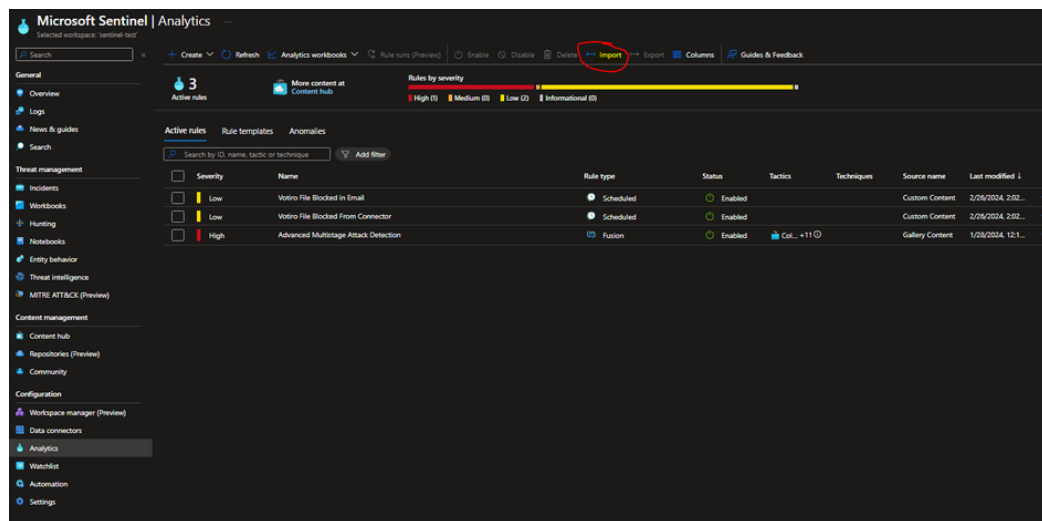 Microsoft Sentinel | Analytics ...
Selected workspace: 'sentinel-test'
Search
General
Overview
Logs
News & guides
Search
Threat management
Incidents
Workbooks
Hunting
Notebooks
Entity behavior
Threat intelligence
MITRE ATT&CK (Preview)
Content management
Content hub
Repositories (Preview)
Community
Configuration
Workspace manager (Preview)
Data connectors
Analytics
Watchlist
Automation
Settings
Create Refresh Analytics workbooks Rule runs (Preview) Enable Disable Delete Import Export Columns Guides & Feedback
3
Active rules
More content at
Content hub
Rules by severity
High (1) Medium (0) Low (2) Informational (0)
Active rules Rule templates Anomalies
Search by ID, name, tactic or technique Add filter
Severity Name Rule type Status Tactics Techniques Source name Last modified ↓
Low Votiro File Blocked in Email Scheduled Enabled Custom Content 2/26/2024, 2:02...
Low Votiro File Blocked From Connector Scheduled Enabled Custom Content 2/26/2024, 2:02...
High Advanced Multistage Attack Detection Fusion Enabled Col... +11 Gallery Content 1/28/2024, 12:1...